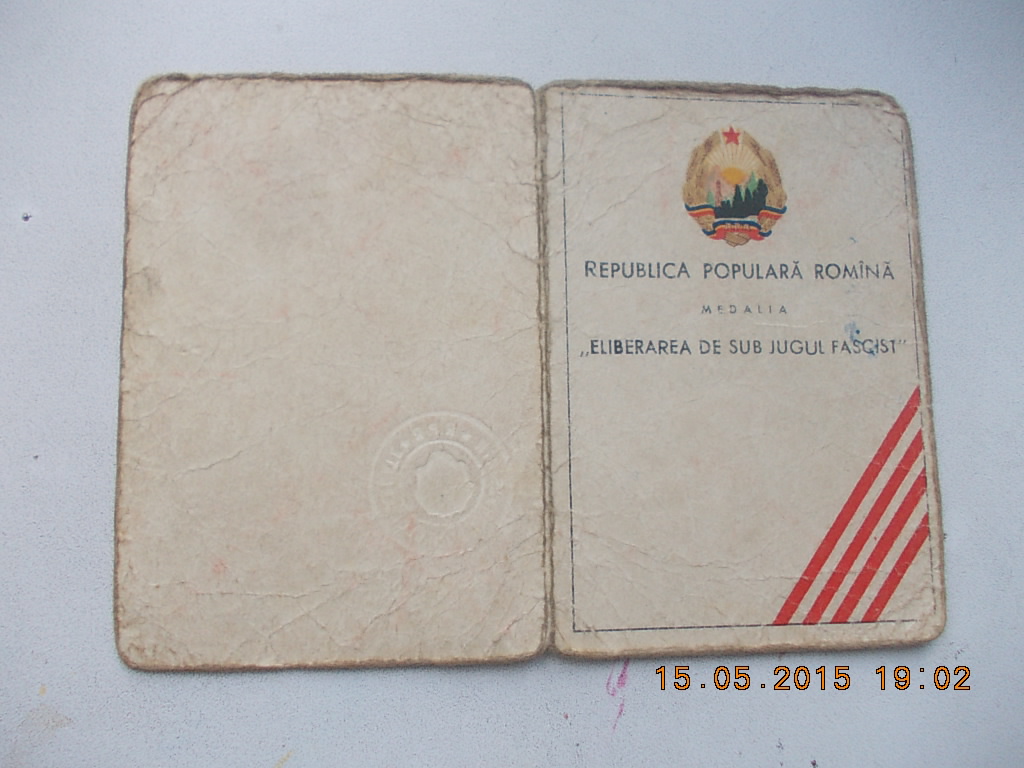 REPUBLICA POPULARĂ ROMÎNĂ
MEDALIA
„ELIBERAREA DE SUB JUGUL FASCIST”
15.05.2015 19:02